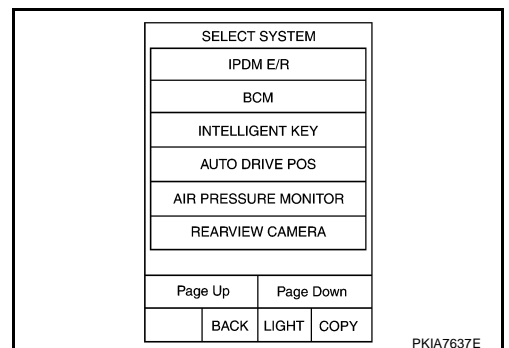 SELECT SYSTEM
IPDM E/R
BCM
INTELLIGENT KEY
AUTO DRIVE POS
AIR PRESSURE MONITOR
REARVIEW CAMERA
Page Up Page Down
BACK LIGHT COPY
PKIA7637E